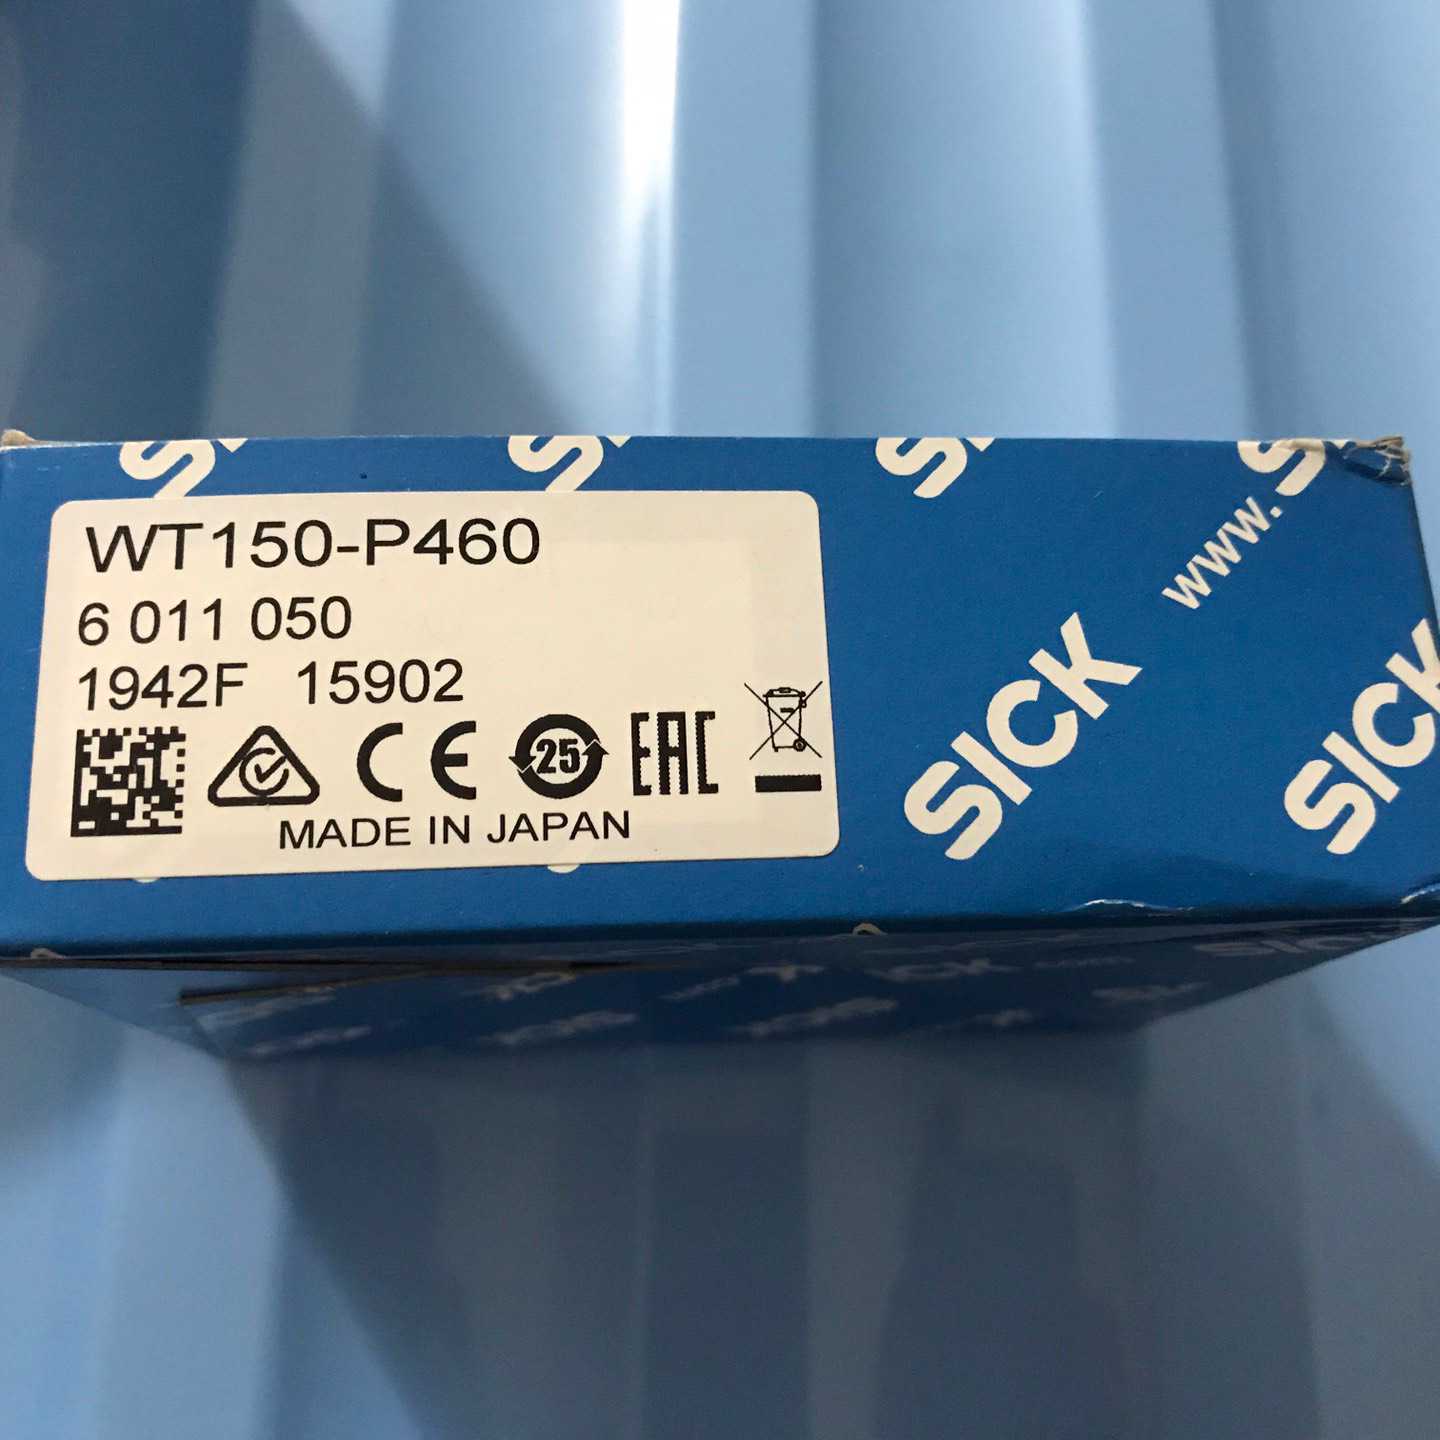 WT150-P460
6 011 050
1942F 15902
CE 25 EAC
MADE IN JAPAN
www.
SICK
SICK